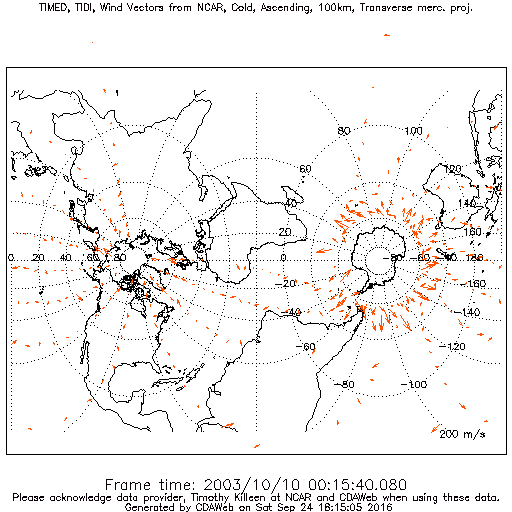 TIMED, TIDI, Wind Vectors from NCAR, Cold, Ascending, 100km, Transverse merc. proj.
80 100
60 120
40 140
20 160
0 20 40 60 80 0 -80 -60 -40 180
-20 -160
-40 -140
-60 -120
-80 -100
200 m/s
Frame time: 2003/10/10 00:15:40.080
Please acknowledge data provider, Timothy Killeen at NCAR and CDAWeb when using these data.
Generated by CDAWeb on Sat Sep 24 18:15:05 2016